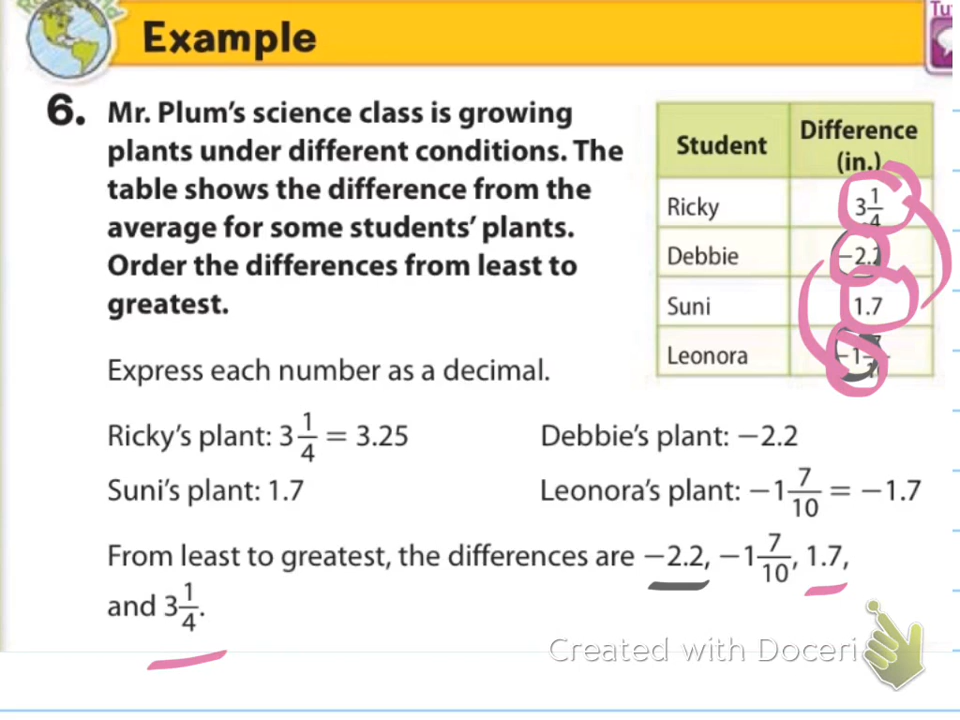 Example
6. Mr. Plum's science class is growing
plants under different conditions. The
table shows the difference from the
average for some students' plants.
Order the differences from least to
greatest.
Student Difference (in.)
Ricky 3 1/4
Debbie −2.2
Suni 1.7
Leonora
Express each number as a decimal.
Ricky's plant: 3 1/4 = 3.25 Debbie's plant: −2.2
Suni's plant: 1.7 Leonora's plant: −1 7/10 = −1.7
From least to greatest, the differences are −2.2, −1 7/10, 1.7,
and 3 1/4.
Created with Doceri
Tu